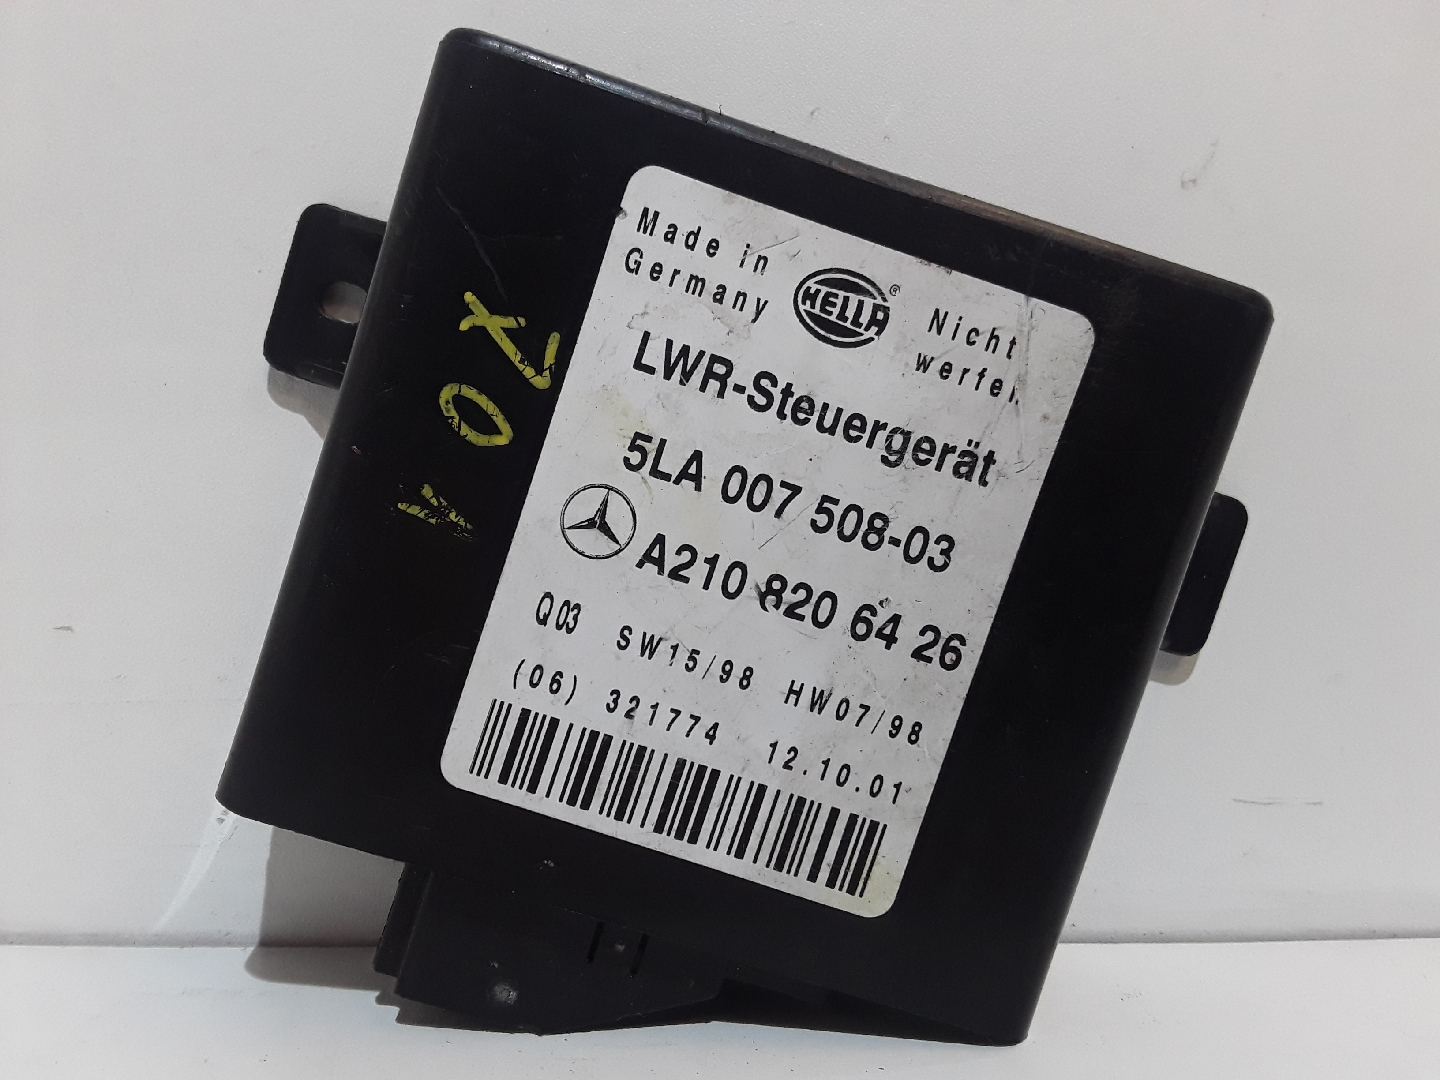 Made in
Germany
HELLA ®
Nicht
werfen
LWR-Steuergerät
5LA 007 508-03
A210 820 64 26
Q03 SW15/98 HW07/98
(06) 321774 12.10.01